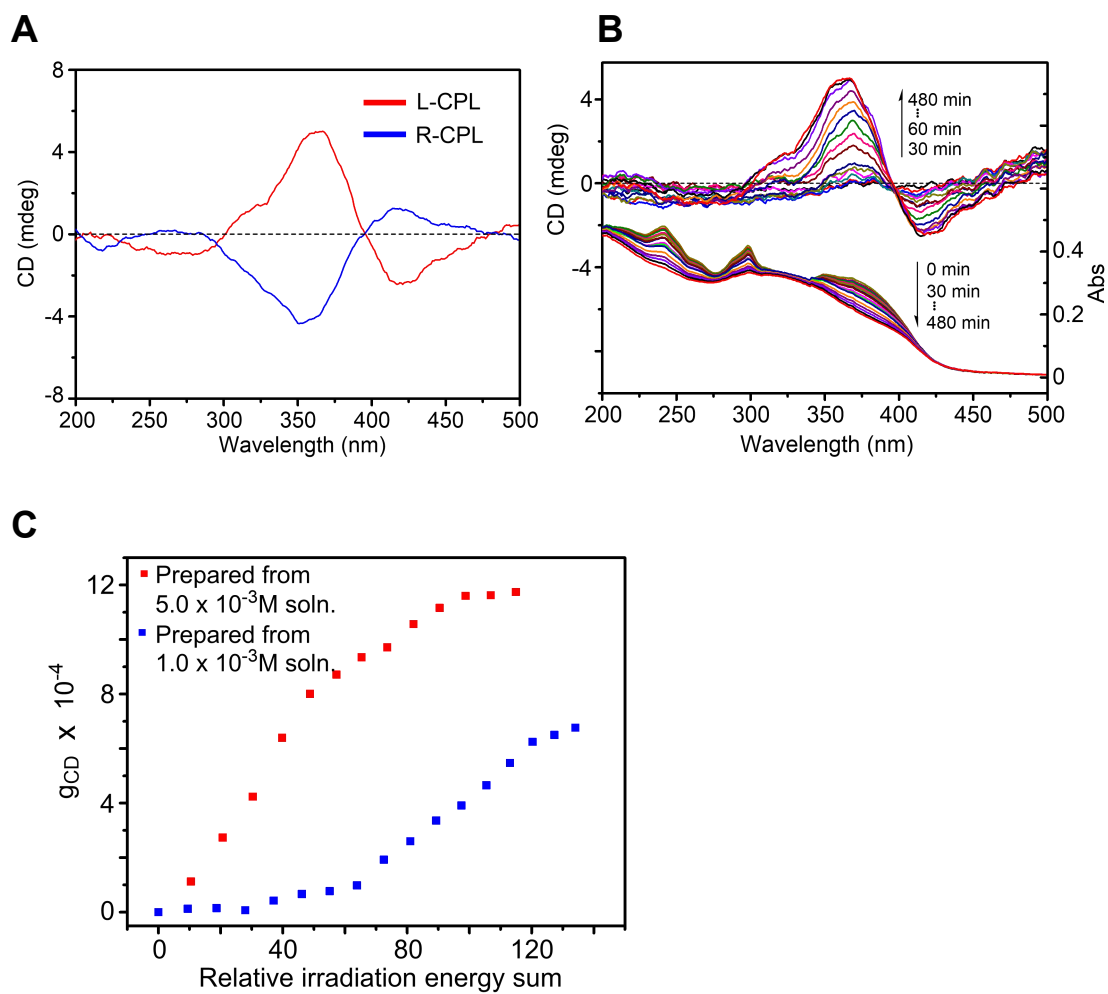 A
8
4
0
-4
-8
CD (mdeg)
L-CPL
R-CPL
200 250 300 350 400 450 500
Wavelength (nm)
B
4
0
-4
CD (mdeg)
480 min
60 min
30 min
0 min
30 min
480 min
0.4
0.2
0
Abs
200 250 300 350 400 450 500
Wavelength (nm)
C
12
8
4
0
gCD x 10-4
Prepared from
5.0 x 10-3M soln.
Prepared from
1.0 x 10-3M soln.
0 40 80 120
Relative irradiation energy sum